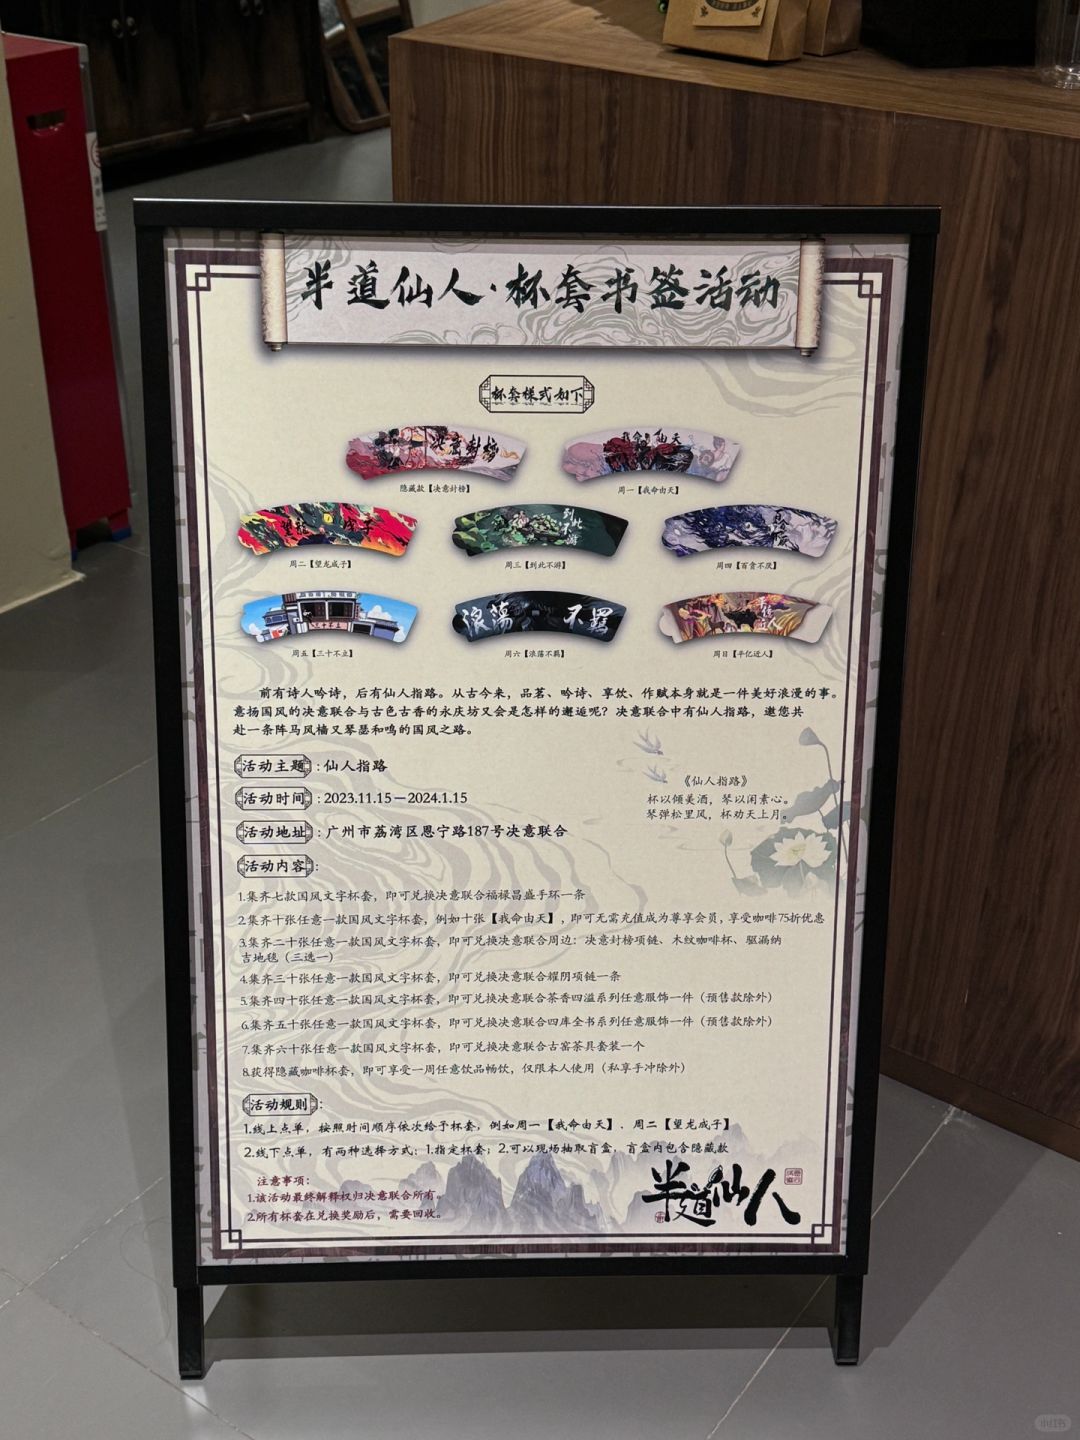 半道仙人·杯套书签活动
杯套样式如下
决意封榜
我命由天
隐藏款【决意封榜】
周一【我命由天】
望龙成子
到此不游
周二【望龙成子】
周三【到此不游】
周四【百贪不厌】
浪荡不羁
周五【三十不立】
周六【浪荡不羁】
周日【平亿近人】
前有诗人吟诗，后有仙人指路。从古今来，品茗、吟诗、享饮、作赋本身就是一件美好浪漫的事。
意扬国风的决意联合与古色古香的永庆坊又会是怎样的邂逅呢？决意联合中有仙人指路，邀您共
赴一条阵马风樯又琴瑟和鸣的国风之路。
活动主题：仙人指路
活动时间：2023.11.15—2024.1.15
活动地址：广州市荔湾区恩宁路187号决意联合
《仙人指路》
杯以倾美酒，琴以闲素心。
琴弹松里风，杯劝天上月。
活动内容：
1.集齐七款国风文字杯套，即可兑换决意联合福禄昌盛手环一条
2.集齐十张任意一款国风文字杯套，例如十张【我命由天】，即可无需充值成为尊享会员，享受咖啡75折优惠
3.集齐二十张任意一款国风文字杯套，即可兑换决意联合周边：决意封榜项链、木纹咖啡杯、驱漏纳
吉地毯（三选一）
4.集齐三十张任意一款国风文字杯套，即可兑换决意联合耀阴项链一条
5.集齐四十张任意一款国风文字杯套，即可兑换决意联合茶香四溢系列任意服饰一件（预售款除外）
6.集齐五十张任意一款国风文字杯套，即可兑换决意联合四库全书系列任意服饰一件（预售款除外）
7.集齐六十张任意一款国风文字杯套，即可兑换决意联合古窑茶具套装一个
8.获得隐藏咖啡杯套，即可享受一周任意饮品畅饮，仅限本人使用（私享手冲除外）
活动规则：
1.线上点单，按照时间顺序依次给予杯套，例如周一【我命由天】、周二【望龙成子】
2.线下点单，有两种选择方式：1.指定杯套；2.可以现场抽取盲盒，盲盒内包含隐藏款
注意事项：
1.该活动最终解释权归决意联合所有。
2.所有杯套在兑换奖励后，需要回收。
半道仙人
小红书